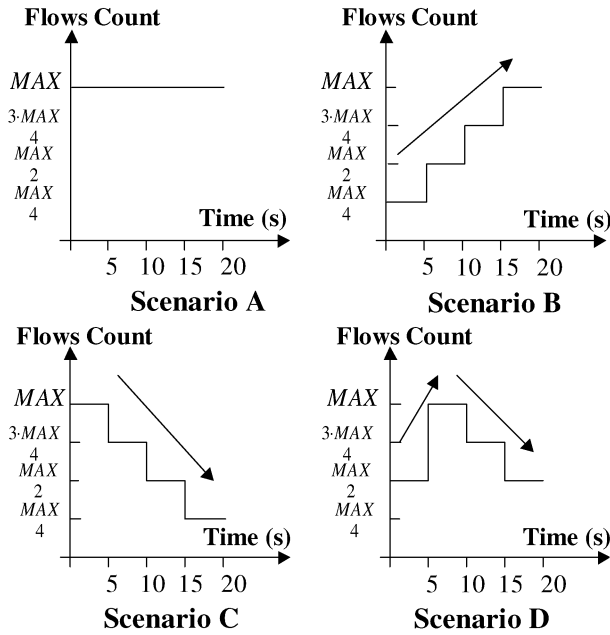 Flows Count
MAX
3·MAX
4
MAX
2
MAX
4
Time (s)
5 10 15 20
Scenario A
Flows Count
MAX
3·MAX
4
MAX
2
MAX
4
Time (s)
5 10 15 20
Scenario B
Flows Count
MAX
3·MAX
4
MAX
2
MAX
4
Time (s)
5 10 15 20
Scenario C
Flows Count
MAX
3·MAX
4
MAX
2
MAX
4
Time (s)
5 10 15 20
Scenario D